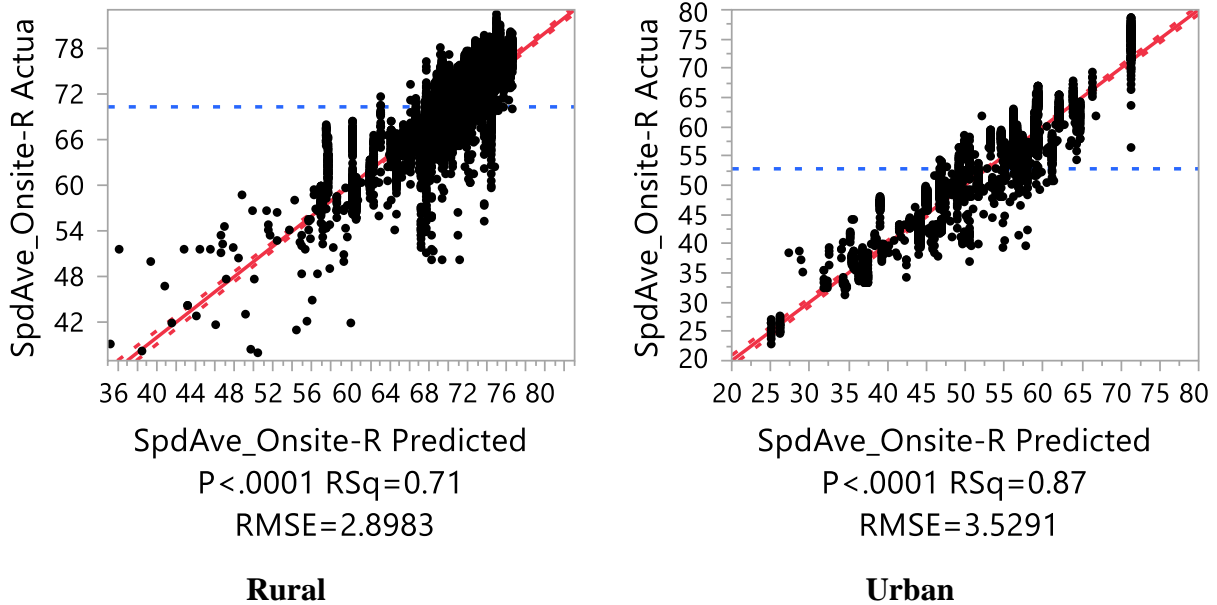 SpdAve_Onsite-R Actua
78
72
66
60
54
48
42
36 40 44 48 52 56 60 64 68 72 76 80
SpdAve_Onsite-R Predicted
P<.0001 RSq=0.71
RMSE=2.8983
Rural
SpdAve_Onsite-R Actua
80
75
70
65
60
55
50
45
40
35
30
25
20
20 25 30 35 40 45 50 55 60 65 70 75 80
SpdAve_Onsite-R Predicted
P<.0001 RSq=0.87
RMSE=3.5291
Urban